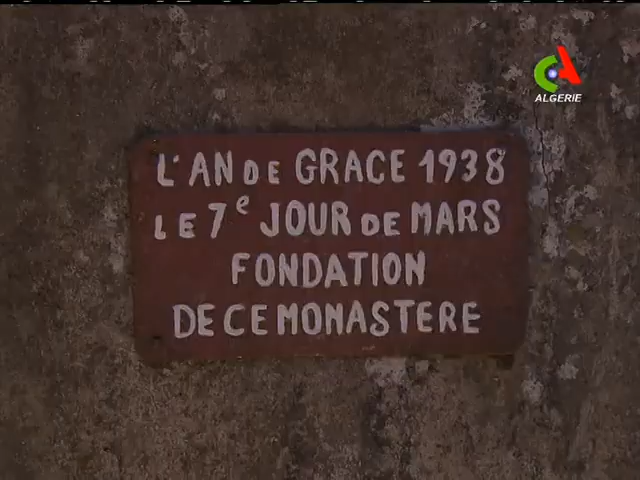 ALGERIE
L'AN DE GRACE 1938
LE 7e JOUR DE MARS
FONDATION
DE CE MONASTERE